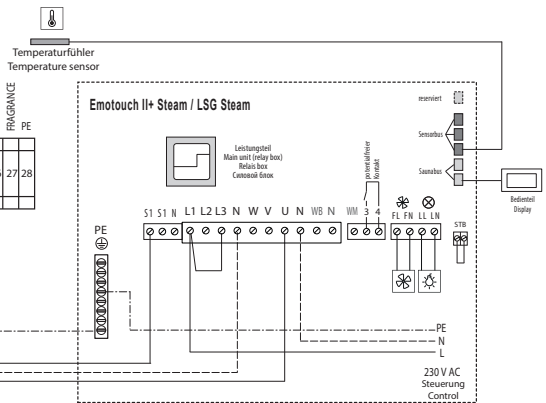 Temperaturfühler
Temperature sensor
FRAGRANCE
PE
27 28
Emotouch II+ Steam / LSG Steam
reserviert
Sensorbus
Saunabus
Bedienteil
Display
Leistungsteil
Main unit (relay box)
Relais box
Силовой блок
potentialfreier
Kontakt
S1 S1 N L1 L2 L3 N W V U N WB N WM 3 4 FL FN LL LN
STB
PE
PE
N
L
230 V AC
Steuerung
Control